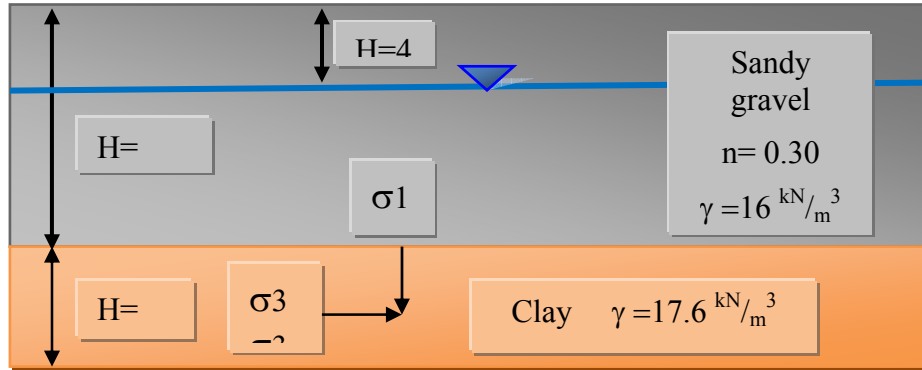 H=4
Sandy
gravel
n= 0.30
γ =16 kN/m3
H=
σ1
H=
σ3
Clay γ =17.6 kN/m3